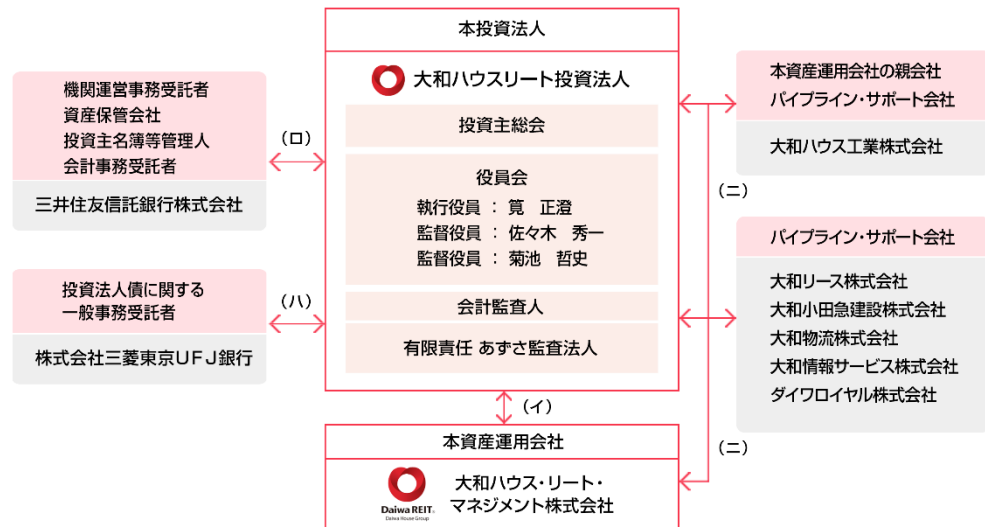 本投資法人
大和ハウスリート投資法人
投資主総会
役員会
執行役員 ： 筧　正澄
監督役員 ： 佐々木　秀一
監督役員 ： 菊池　哲史
会計監査人
有限責任 あずさ監査法人
機関運営事務受託者
資産保管会社
投資主名簿等管理人
会計事務受託者
三井住友信託銀行株式会社
（ロ）
投資法人債に関する
一般事務受託者
株式会社三菱東京UFJ銀行
（ハ）
本資産運用会社の親会社
パイプライン・サポート会社
大和ハウス工業株式会社
（ニ）
パイプライン・サポート会社
大和リース株式会社
大和小田急建設株式会社
大和物流株式会社
大和情報サービス株式会社
ダイワロイヤル株式会社
（イ）
（ニ）
本資産運用会社
Daiwa REIT
Daiwa House Group
大和ハウス・リート・
マネジメント株式会社